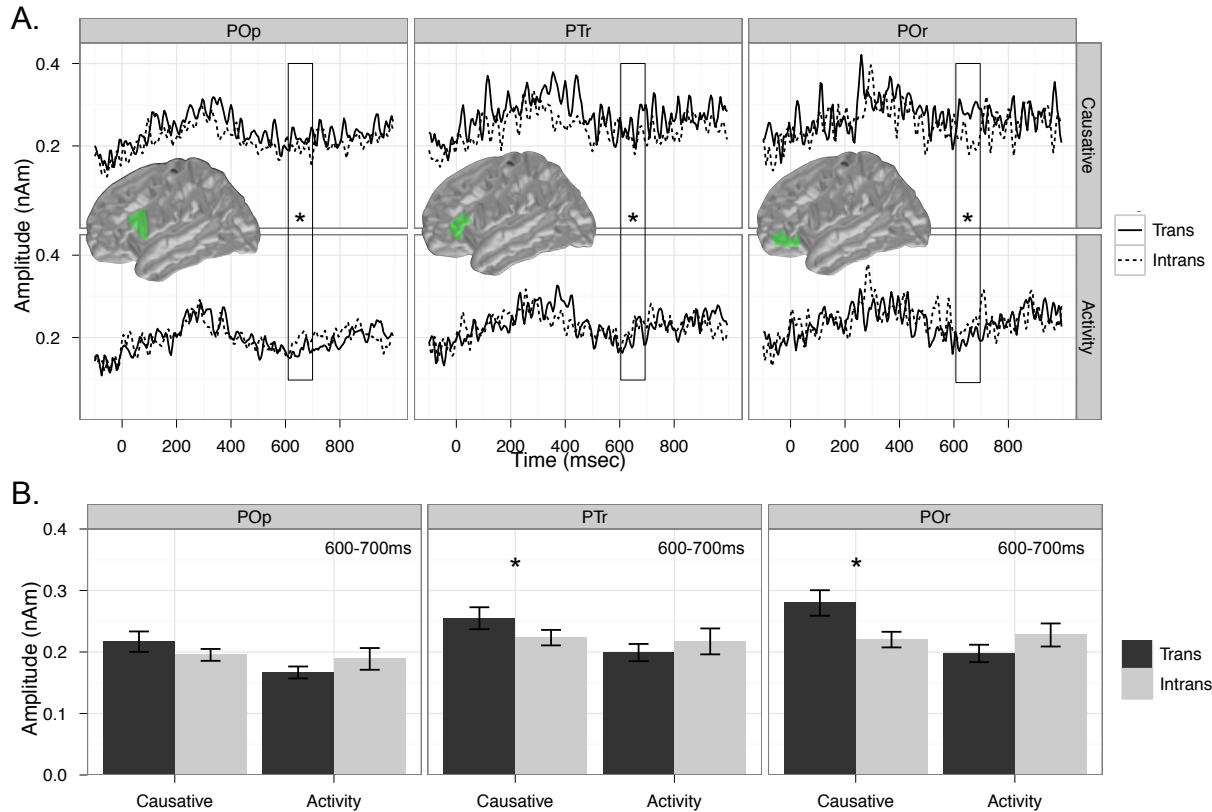 A.
POp PTr POr
0.4
0.2
Causative
* * *
0.4
0.2
Activity
Amplitude (nAm)
Trans
Intrans
0 200 400 600 800 0 200 400 600 800 0 200 400 600 800
Time (msec)
B.
POp PTr POr
0.4
0.3
0.2
0.1
0.0
Amplitude (nAm)
600-700ms 600-700ms 600-700ms
* *
Trans
Intrans
Causative Activity Causative Activity Causative Activity